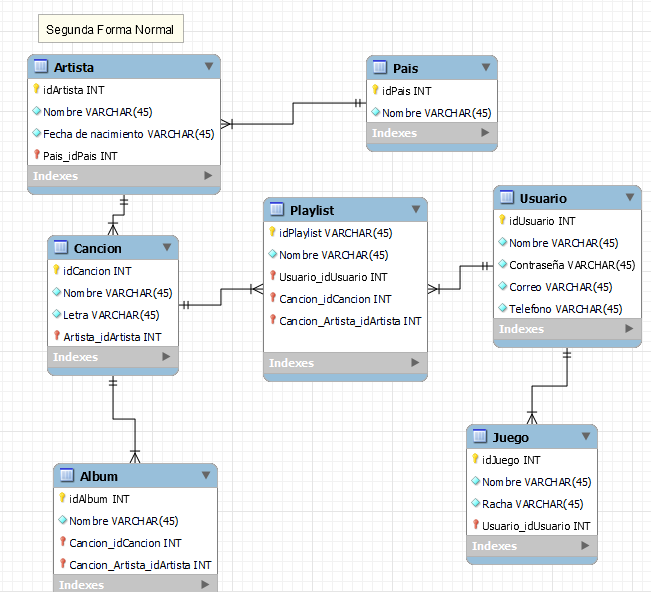 Segunda Forma Normal
Artista
idArtista INT
Nombre VARCHAR(45)
Fecha de nacimiento VARCHAR(45)
Pais_idPais INT
Indexes
Pais
idPais INT
Nombre VARCHAR(45)
Indexes
Cancion
idCancion INT
Nombre VARCHAR(45)
Letra VARCHAR(45)
Artista_idArtista INT
Indexes
Playlist
idPlaylist VARCHAR(45)
Nombre VARCHAR(45)
Usuario_idUsuario INT
Cancion_idCancion INT
Cancion_Artista_idArtista INT
Indexes
Usuario
idUsuario INT
Nombre VARCHAR(45)
Contraseña VARCHAR(45)
Correo VARCHAR(45)
Telefono VARCHAR(45)
Indexes
Album
idAlbum INT
Nombre VARCHAR(45)
Cancion_idCancion INT
Cancion_Artista_idArtista INT
Indexes
Juego
idJuego INT
Nombre VARCHAR(45)
Racha VARCHAR(45)
Usuario_idUsuario INT
Indexes